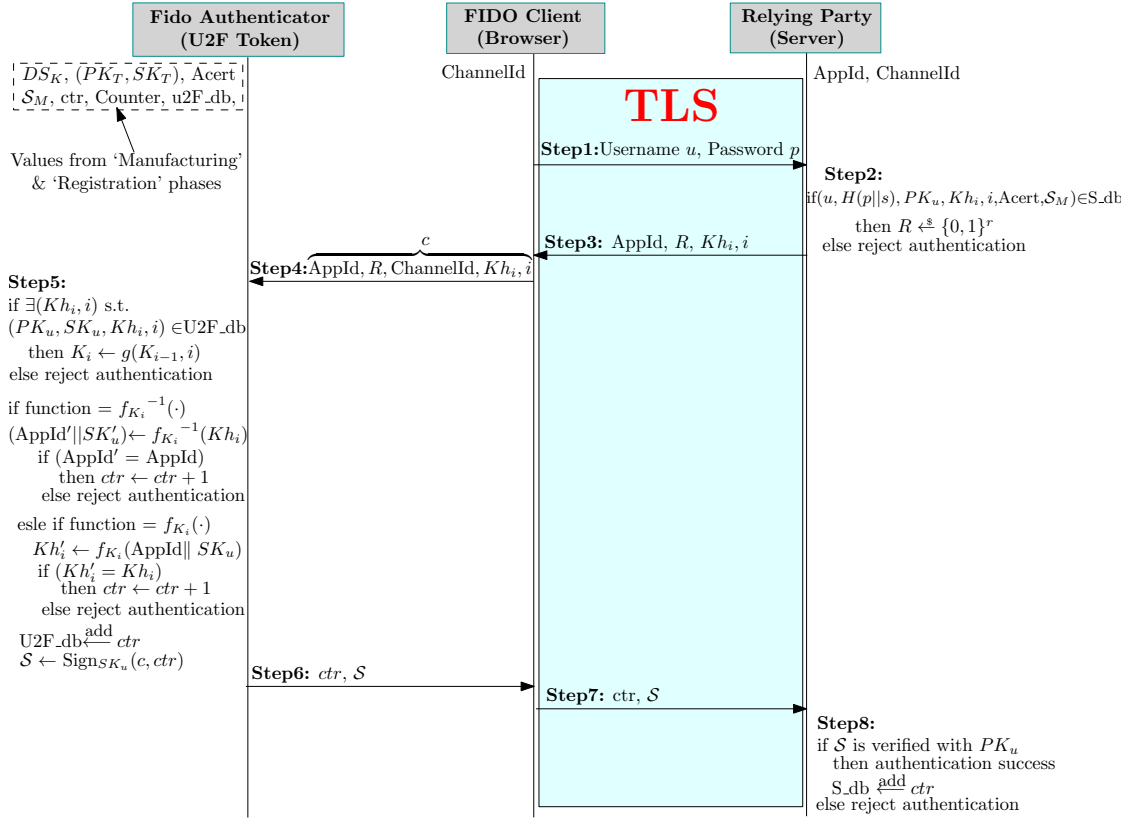 Fido Authenticator
(U2F Token)
FIDO Client
(Browser)
Relying Party
(Server)
DS_K, (PK_T, SK_T), Acert
𝒮_M, ctr, Counter, u2F_db,
Values from ‘Manufacturing’
& ‘Registration’ phases
ChannelId
AppId, ChannelId
TLS
Step1:Username u, Password p
Step2:
if(u, H(p||s), PK_u, Kh_i, i,Acert,𝒮_M)∈S_db
then R ←$ {0, 1}^r
else reject authentication
Step3: AppId, R, Kh_i, i
c
Step4:AppId, R, ChannelId, Kh_i, i
Step5:
if ∃(Kh_i, i) s.t.
(PK_u, SK_u, Kh_i, i) ∈U2F_db
then K_i ← g(K_{i−1}, i)
else reject authentication
if function = f_{K_i}^{−1}(·)
(AppId′||SK′_u)← f_{K_i}^{−1}(Kh_i)
if (AppId′ = AppId)
then ctr ← ctr + 1
else reject authentication
esle if function = f_{K_i}(·)
Kh′_i ← f_{K_i}(AppId|| SK_u)
if (Kh′_i = Kh_i)
then ctr ← ctr + 1
else reject authentication
U2F_db ←add ctr
𝒮 ← Sign_{SK_u}(c, ctr)
Step6: ctr, 𝒮
Step7: ctr, 𝒮
Step8:
if 𝒮 is verified with PK_u
then authentication success
S_db ←add ctr
else reject authentication